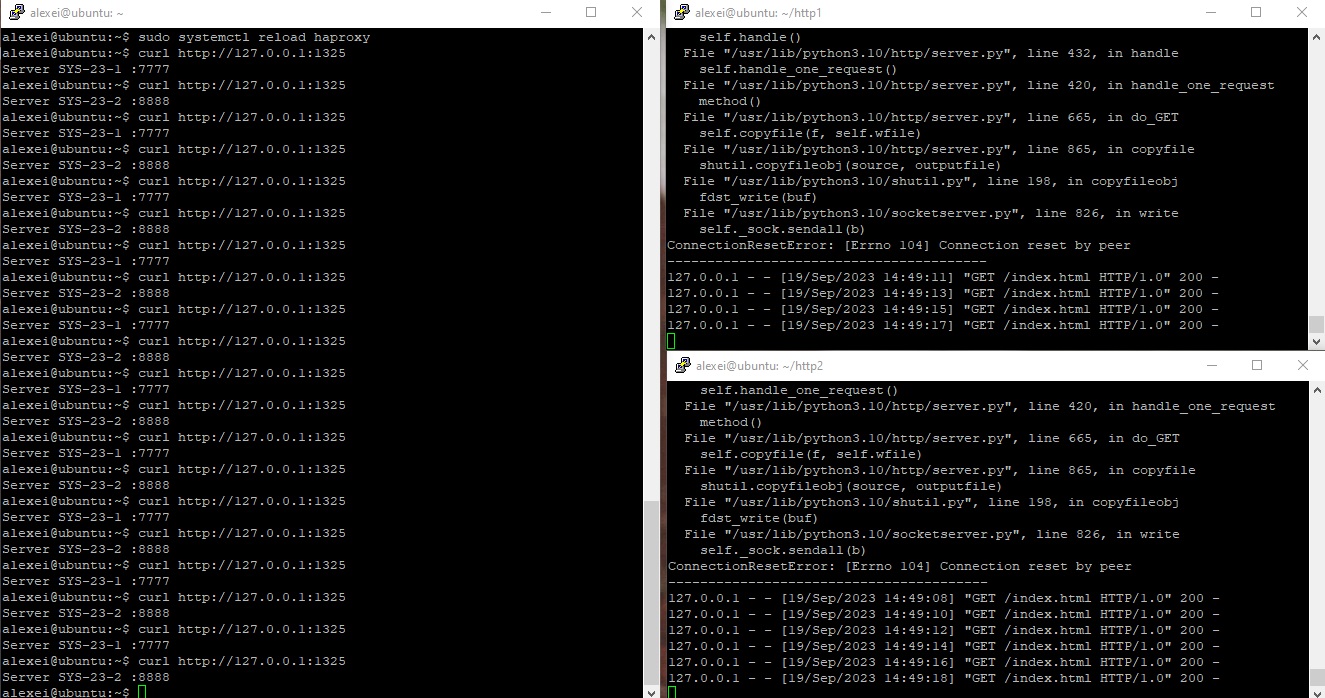 alexei@ubuntu: ~
alexei@ubuntu:~$ sudo systemctl reload haproxy
alexei@ubuntu:~$ curl http://127.0.0.1:1325
Server SYS-23-1 :7777
alexei@ubuntu:~$ curl http://127.0.0.1:1325
Server SYS-23-2 :8888
alexei@ubuntu:~$ curl http://127.0.0.1:1325
Server SYS-23-1 :7777
alexei@ubuntu:~$ curl http://127.0.0.1:1325
Server SYS-23-2 :8888
alexei@ubuntu:~$ curl http://127.0.0.1:1325
Server SYS-23-1 :7777
alexei@ubuntu:~$ curl http://127.0.0.1:1325
Server SYS-23-2 :8888
alexei@ubuntu:~$ curl http://127.0.0.1:1325
Server SYS-23-1 :7777
alexei@ubuntu:~$ curl http://127.0.0.1:1325
Server SYS-23-2 :8888
alexei@ubuntu:~$ curl http://127.0.0.1:1325
Server SYS-23-1 :7777
alexei@ubuntu:~$ curl http://127.0.0.1:1325
Server SYS-23-2 :8888
alexei@ubuntu:~$ curl http://127.0.0.1:1325
Server SYS-23-1 :7777
alexei@ubuntu:~$ curl http://127.0.0.1:1325
Server SYS-23-2 :8888
alexei@ubuntu:~$ curl http://127.0.0.1:1325
Server SYS-23-1 :7777
alexei@ubuntu:~$ curl http://127.0.0.1:1325
Server SYS-23-2 :8888
alexei@ubuntu:~$ curl http://127.0.0.1:1325
Server SYS-23-1 :7777
alexei@ubuntu:~$ curl http://127.0.0.1:1325
Server SYS-23-2 :8888
alexei@ubuntu:~$ curl http://127.0.0.1:1325
Server SYS-23-1 :7777
alexei@ubuntu:~$ curl http://127.0.0.1:1325
Server SYS-23-2 :8888
alexei@ubuntu:~$ curl http://127.0.0.1:1325
Server SYS-23-1 :7777
alexei@ubuntu:~$ curl http://127.0.0.1:1325
Server SYS-23-2 :8888
alexei@ubuntu:~$
alexei@ubuntu: ~/http1
self.handle()
File "/usr/lib/python3.10/http/server.py", line 432, in handle
self.handle_one_request()
File "/usr/lib/python3.10/http/server.py", line 420, in handle_one_request
method()
File "/usr/lib/python3.10/http/server.py", line 665, in do_GET
self.copyfile(f, self.wfile)
File "/usr/lib/python3.10/http/server.py", line 865, in copyfile
shutil.copyfileobj(source, outputfile)
File "/usr/lib/python3.10/shutil.py", line 198, in copyfileobj
fdst_write(buf)
File "/usr/lib/python3.10/socketserver.py", line 826, in write
self._sock.sendall(b)
ConnectionResetError: [Errno 104] Connection reset by peer
----------------------------------------
127.0.0.1 - - [19/Sep/2023 14:49:11] "GET /index.html HTTP/1.0" 200 -
127.0.0.1 - - [19/Sep/2023 14:49:13] "GET /index.html HTTP/1.0" 200 -
127.0.0.1 - - [19/Sep/2023 14:49:15] "GET /index.html HTTP/1.0" 200 -
127.0.0.1 - - [19/Sep/2023 14:49:17] "GET /index.html HTTP/1.0" 200 -
alexei@ubuntu: ~/http2
self.handle_one_request()
File "/usr/lib/python3.10/http/server.py", line 420, in handle_one_request
method()
File "/usr/lib/python3.10/http/server.py", line 665, in do_GET
self.copyfile(f, self.wfile)
File "/usr/lib/python3.10/http/server.py", line 865, in copyfile
shutil.copyfileobj(source, outputfile)
File "/usr/lib/python3.10/shutil.py", line 198, in copyfileobj
fdst_write(buf)
File "/usr/lib/python3.10/socketserver.py", line 826, in write
self._sock.sendall(b)
ConnectionResetError: [Errno 104] Connection reset by peer
----------------------------------------
127.0.0.1 - - [19/Sep/2023 14:49:08] "GET /index.html HTTP/1.0" 200 -
127.0.0.1 - - [19/Sep/2023 14:49:10] "GET /index.html HTTP/1.0" 200 -
127.0.0.1 - - [19/Sep/2023 14:49:12] "GET /index.html HTTP/1.0" 200 -
127.0.0.1 - - [19/Sep/2023 14:49:14] "GET /index.html HTTP/1.0" 200 -
127.0.0.1 - - [19/Sep/2023 14:49:16] "GET /index.html HTTP/1.0" 200 -
127.0.0.1 - - [19/Sep/2023 14:49:18] "GET /index.html HTTP/1.0" 200 -